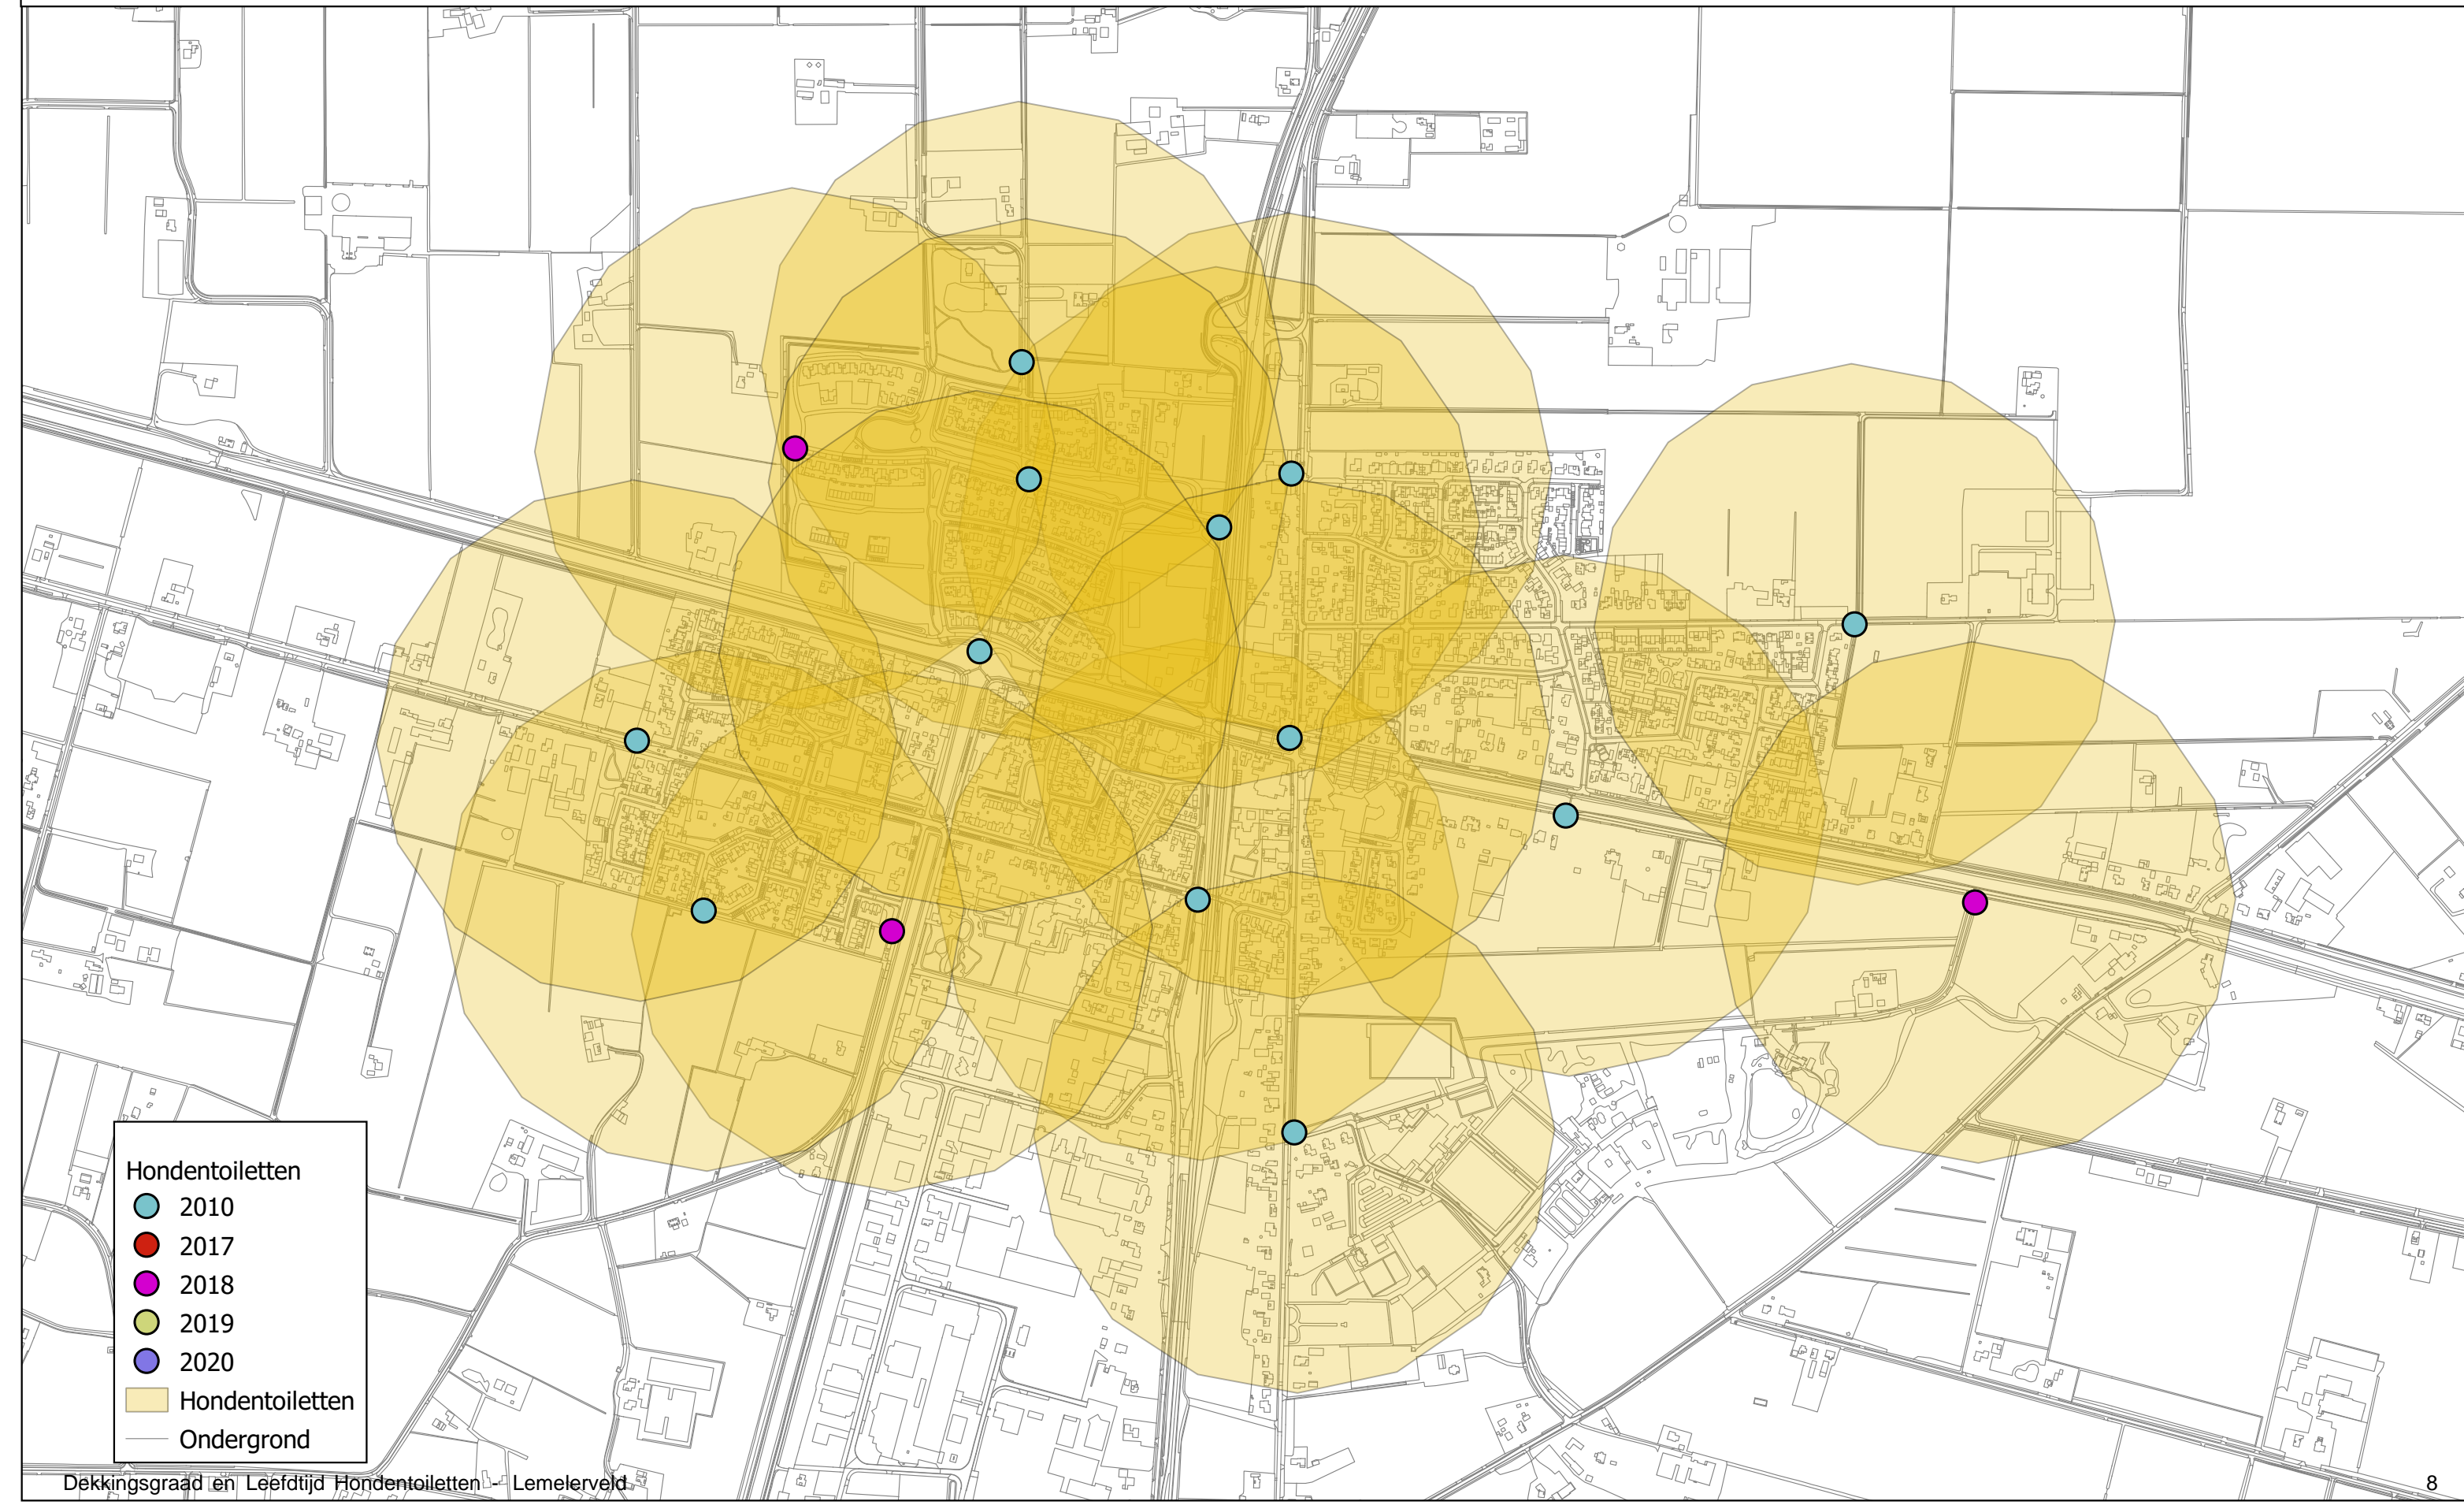 Hondentoiletten
2010
2017
2018
2019
2020
Hondentoiletten
Ondergrond
Dekkingsgraad en Leefdtijd Hondentoiletten - Lemelerveld
8